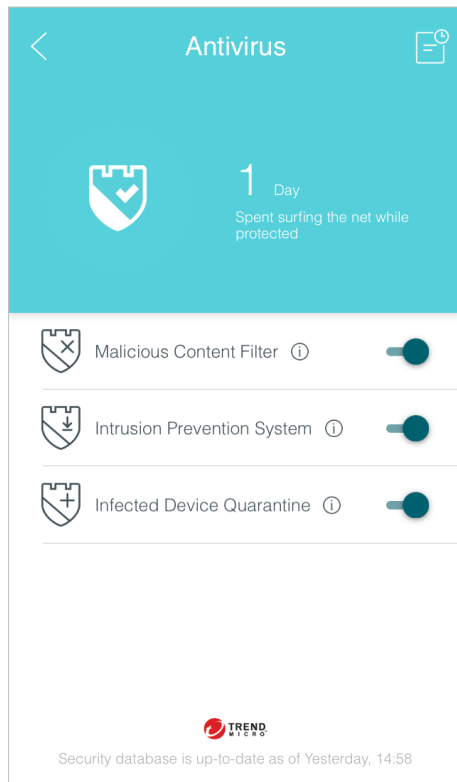 Antivirus
1 Day
Spent surfing the net while
protected
Malicious Content Filter
Intrusion Prevention System
Infected Device Quarantine
TREND
MICRO
Security database is up-to-date as of Yesterday, 14:58